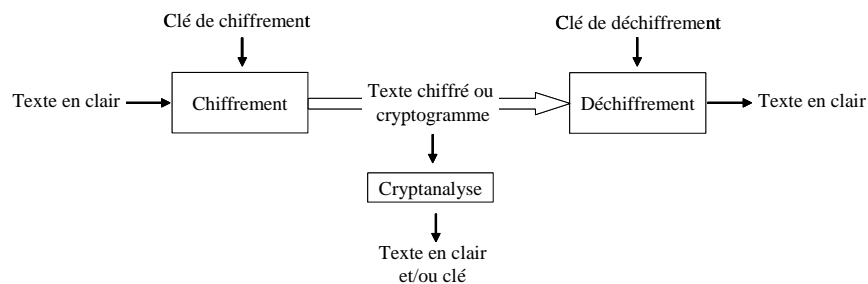 Clé de chiffrement
Clé de déchiffrement
Texte en clair
Chiffrement
Texte chiffré ou
cryptogramme
Déchiffrement
Texte en clair
Cryptanalyse
Texte en clair
et/ou clé